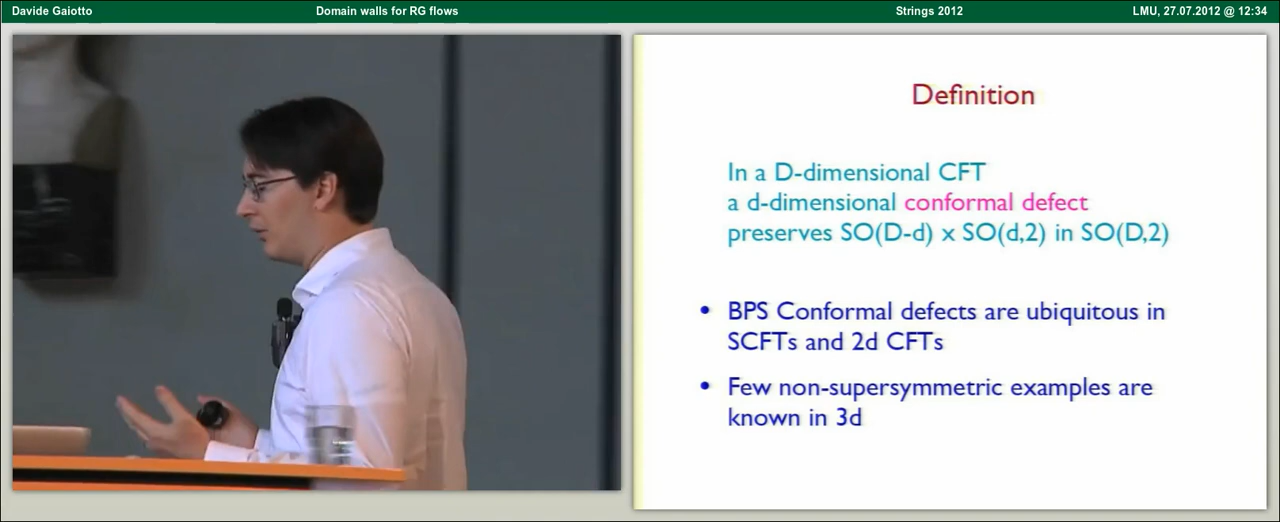 Davide Gaiotto
Domain walls for RG flows
Strings 2012
LMU, 27.07.2012 @ 12:34
Definition
In a D-dimensional CFT
a d-dimensional conformal defect
preserves SO(D-d) x SO(d,2) in SO(D,2)
• BPS Conformal defects are ubiquitous in
SCFTs and 2d CFTs
• Few non-supersymmetric examples are
known in 3d